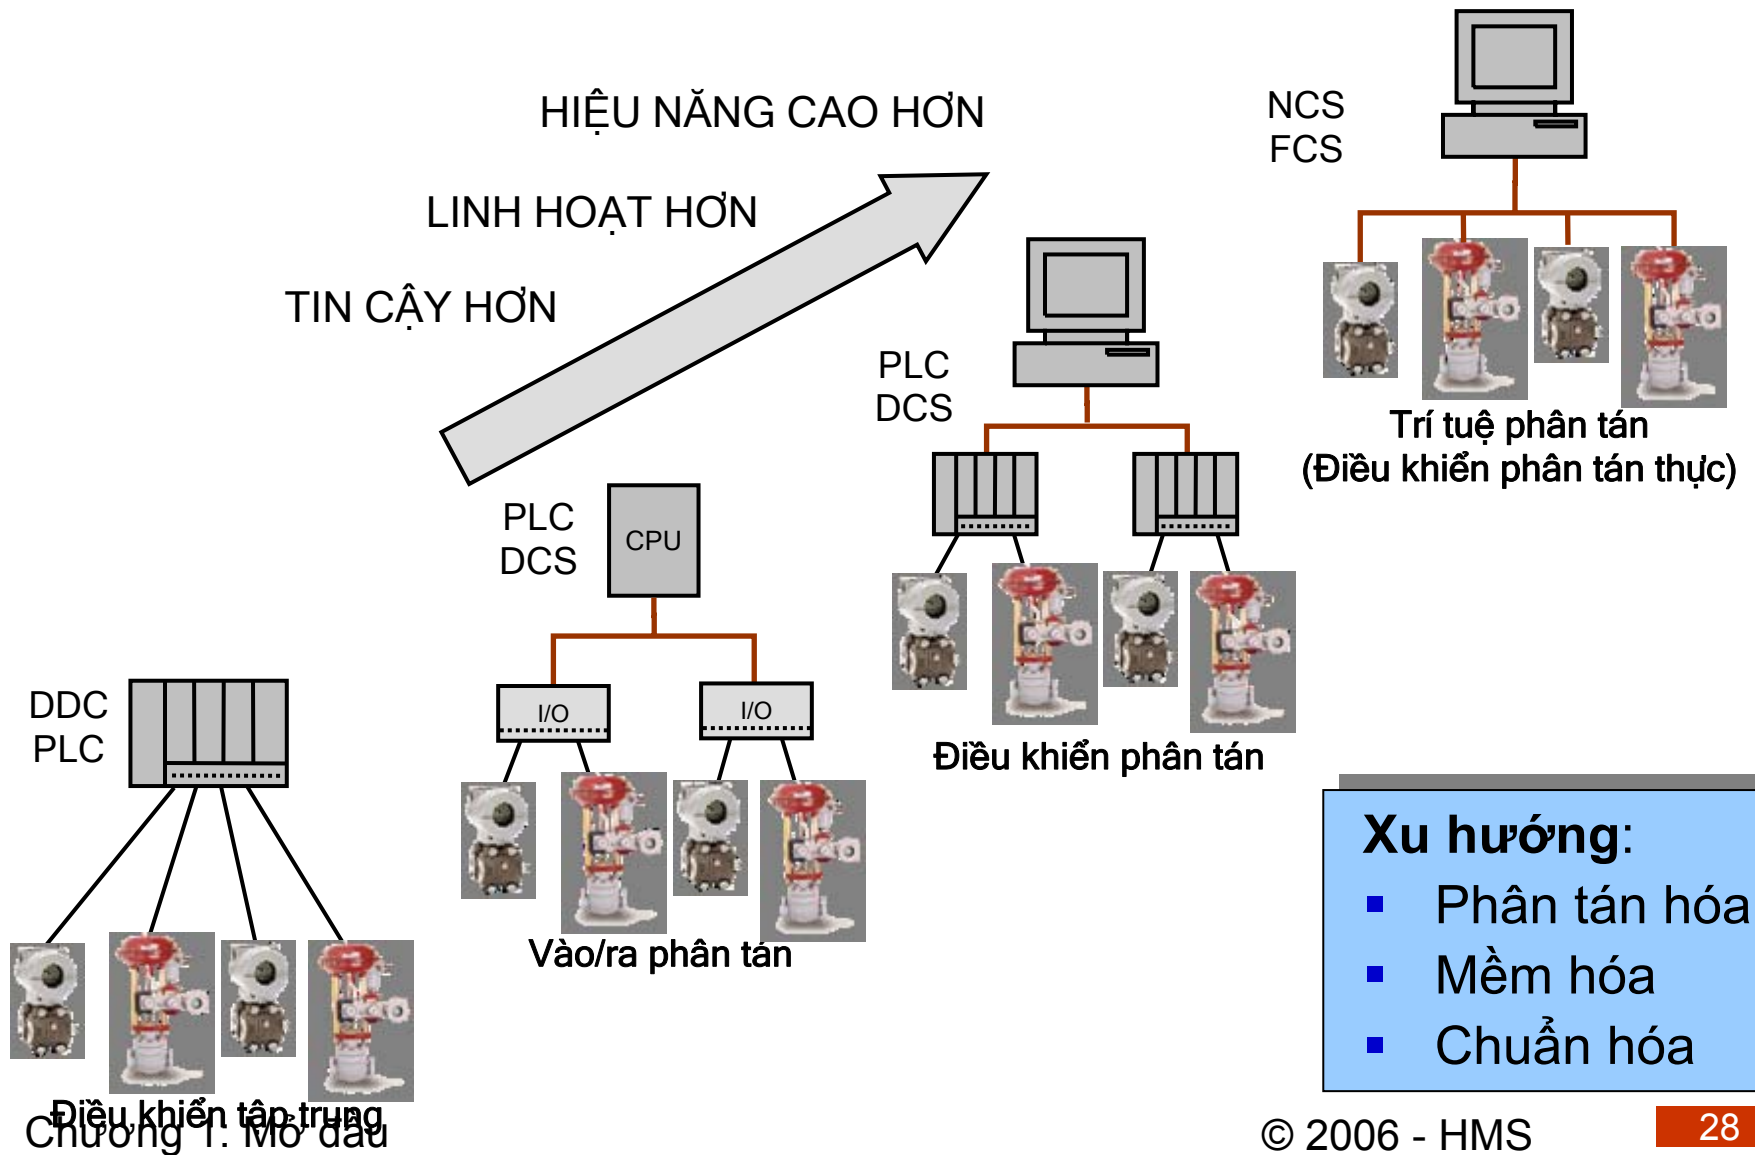 HIỆU NĂNG CAO HƠN
LINH HOẠT HƠN
TIN CẬY HƠN
NCS
FCS
Trí tuệ phân tán
(Điều khiển phân tán thực)
PLC
DCS
Điều khiển phân tán
PLC
DCS
CPU
I/O
I/O
Vào/ra phân tán
DDC
PLC
Điều khiển tập trung
Xu hướng:
▪ Phân tán hóa
▪ Mềm hóa
▪ Chuẩn hóa
Chương 1: Mở đầu
© 2006 - HMS
28